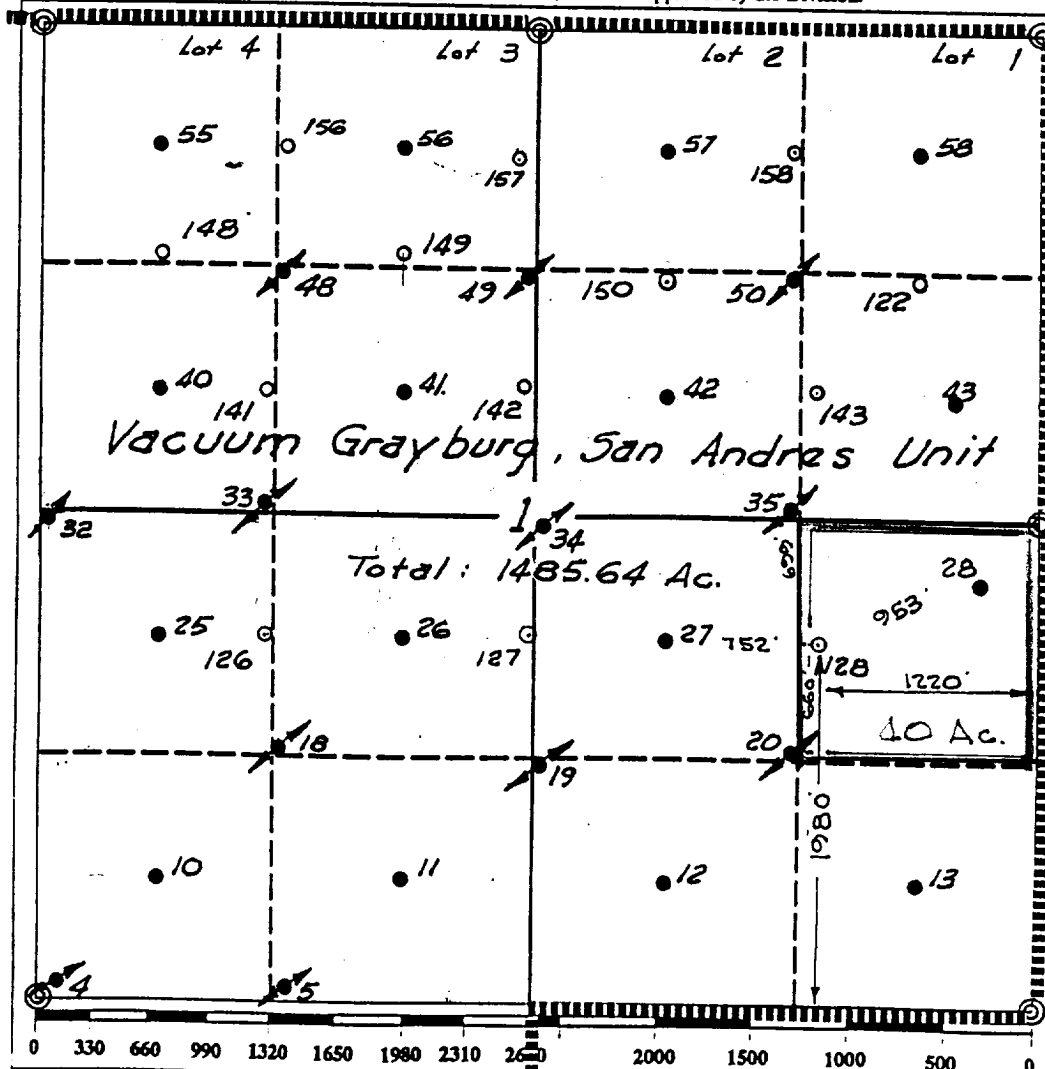 Lot 4 Lot 3 Lot 2 Lot 1
55 156 56 157 57 158 58
148 149
48 49 150 50 122
40 141 41. 142 42 143 43
Vacuum Grayburg, San Andres Unit
32 33 1 34 35
Total: 1485.64 Ac.
660' 28
953'
25 126 26 127 27 752' 128
660' 1220'
40 Ac.
18 19 20
1980'
10 11 12 13
4 5
0 330 660 990 1320 1650 1980 2310 2000 1500 1000 500 0